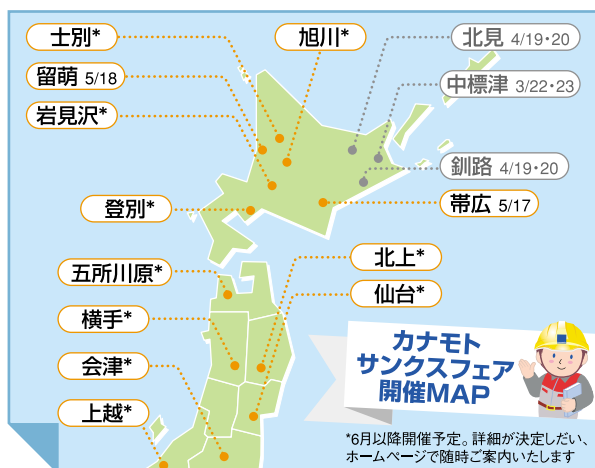 士別*
旭川*
北見 4/19・20
留萌 5/18
中標津 3/22・23
岩見沢*
釧路 4/19・20
登別*
帯広 5/17
北上*
五所川原*
仙台*
横手*
会津*
上越*
カナモト
サンクスフェア
開催MAP
*6月以降開催予定。詳細が決定しだい、
ホームページで随時ご案内いたします